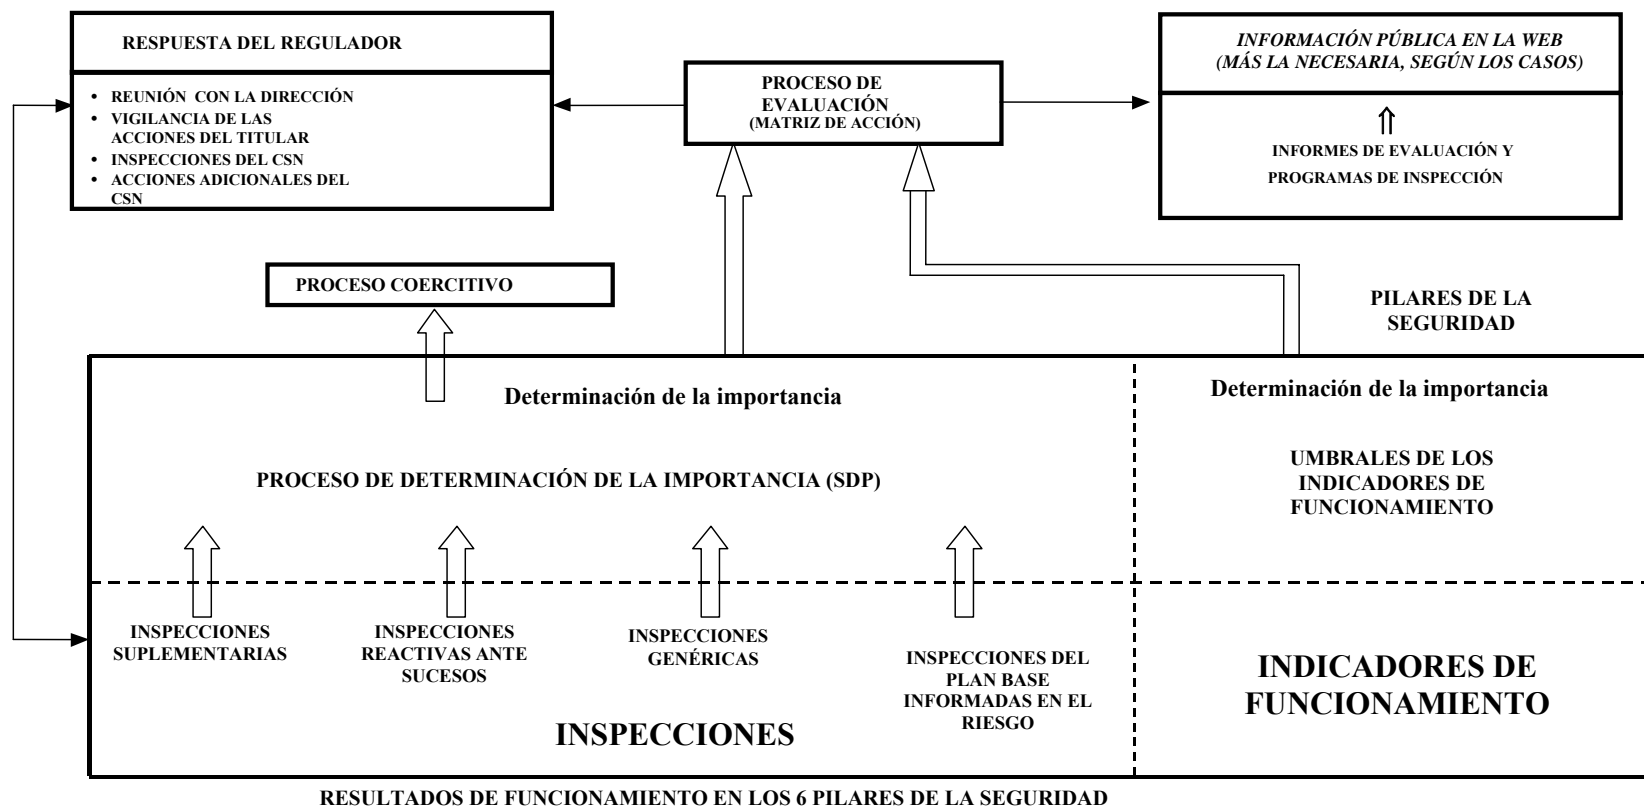 RESPUESTA DEL REGULADOR
• REUNIÓN CON LA DIRECCIÓN
• VIGILANCIA DE LAS
ACCIONES DEL TITULAR
• INSPECCIONES DEL CSN
• ACCIONES ADICIONALES DEL
CSN
PROCESO DE
EVALUACIÓN
(MATRIZ DE ACCIÓN)
INFORMACIÓN PÚBLICA EN LA WEB
(MÁS LA NECESARIA, SEGÚN LOS CASOS)
⇑
INFORMES DE EVALUACIÓN Y
PROGRAMAS DE INSPECCIÓN
PROCESO COERCITIVO
PILARES DE LA
SEGURIDAD
Determinación de la importancia
PROCESO DE DETERMINACIÓN DE LA IMPORTANCIA (SDP)
Determinación de la importancia
UMBRALES DE LOS
INDICADORES DE
FUNCIONAMIENTO
INSPECCIONES
SUPLEMENTARIAS
INSPECCIONES
REACTIVAS ANTE
SUCESOS
INSPECCIONES
GENÉRICAS
INSPECCIONES DEL
PLAN BASE
INFORMADAS EN EL
RIESGO
INSPECCIONES
INDICADORES DE
FUNCIONAMIENTO
RESULTADOS DE FUNCIONAMIENTO EN LOS 6 PILARES DE LA SEGURIDAD